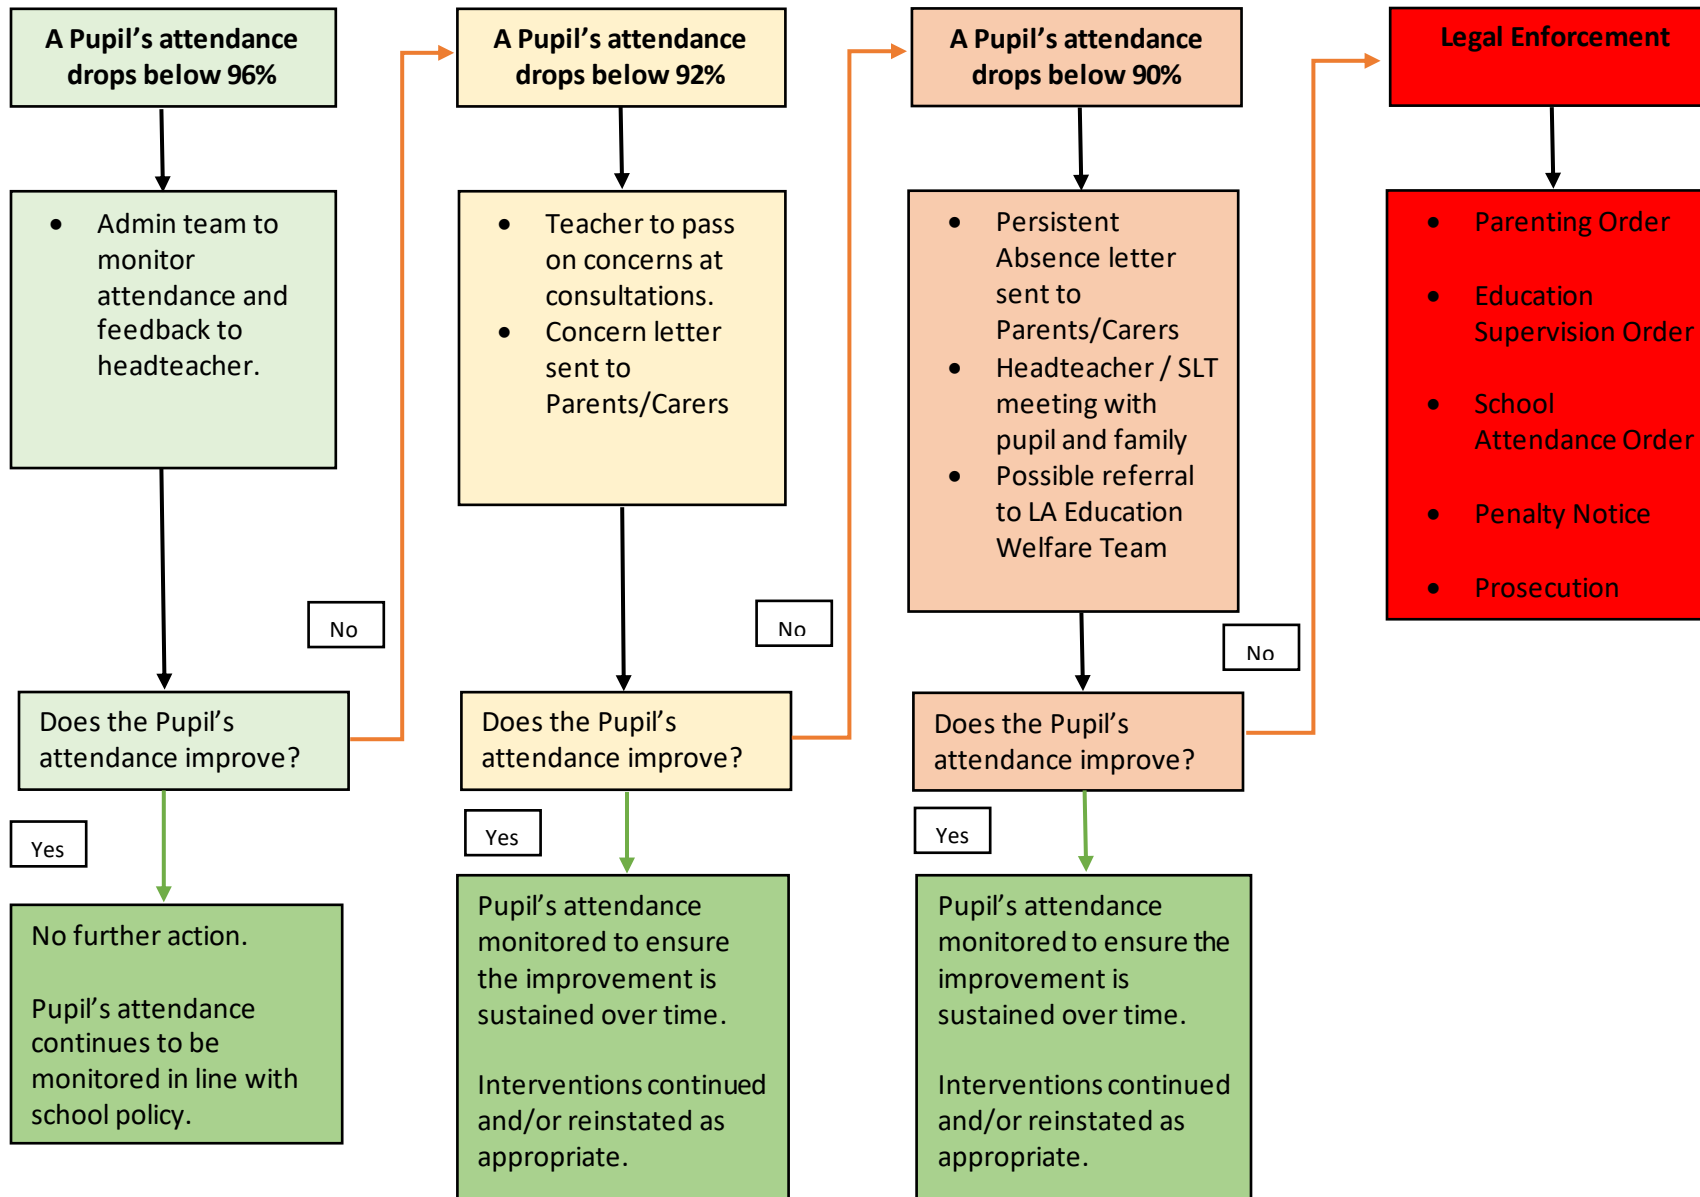 A Pupil's attendance
drops below 96%
• Admin team to
monitor
attendance and
feedback to
headteacher.
No
Does the Pupil's
attendance improve?
Yes
No further action.
Pupil's attendance
continues to be
monitored in line with
school policy.
A Pupil's attendance
drops below 92%
• Teacher to pass
on concerns at
consultations.
• Concern letter
sent to
Parents/Carers
No
Does the Pupil's
attendance improve?
Yes
Pupil's attendance
monitored to ensure
the improvement is
sustained over time.
Interventions continued
and/or reinstated as
appropriate.
A Pupil's attendance
drops below 90%
• Persistent
Absence letter
sent to
Parents/Carers
• Headteacher / SLT
meeting with
pupil and family
• Possible referral
to LA Education
Welfare Team
No
Does the Pupil's
attendance improve?
Yes
Pupil's attendance
monitored to ensure the
improvement is
sustained over time.
Interventions continued
and/or reinstated as
appropriate.
Legal Enforcement
• Parenting Order
• Education
Supervision Order
• School
Attendance Order
• Penalty Notice
• Prosecution